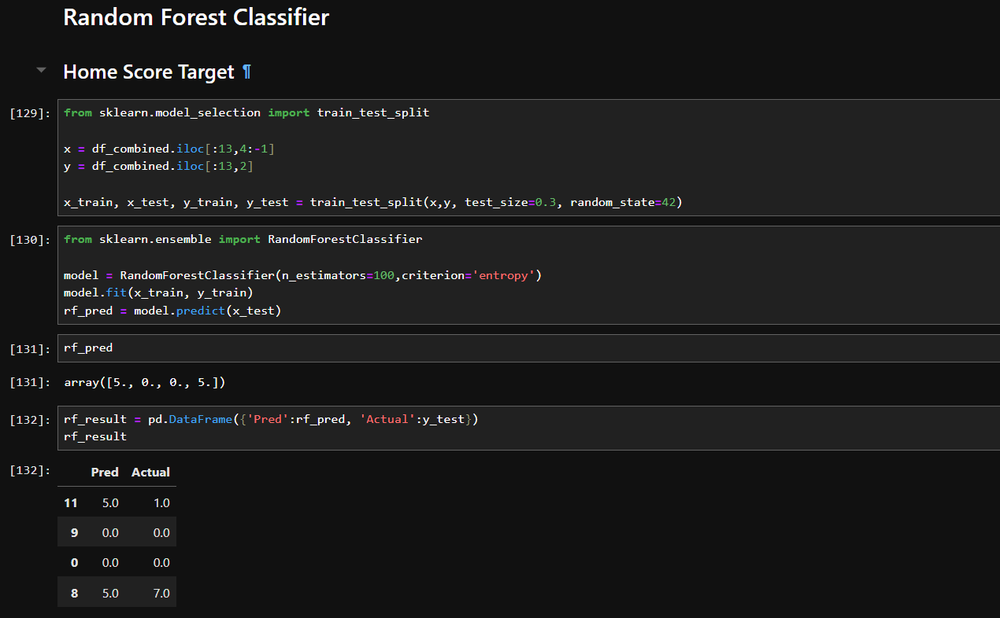 Random Forest Classifier
Home Score Target ¶
[129]:
from sklearn.model_selection import train_test_split
x = df_combined.iloc[:13,4:-1]
y = df_combined.iloc[:13,2]
x_train, x_test, y_train, y_test = train_test_split(x,y, test_size=0.3, random_state=42)
[130]:
from sklearn.ensemble import RandomForestClassifier
model = RandomForestClassifier(n_estimators=100,criterion='entropy')
model.fit(x_train, y_train)
rf_pred = model.predict(x_test)
[131]:
rf_pred
[131]:
array([5., 0., 0., 5.])
[132]:
rf_result = pd.DataFrame({'Pred':rf_pred, 'Actual':y_test})
rf_result
[132]:
Pred Actual
11 5.0 1.0
9 0.0 0.0
0 0.0 0.0
8 5.0 7.0